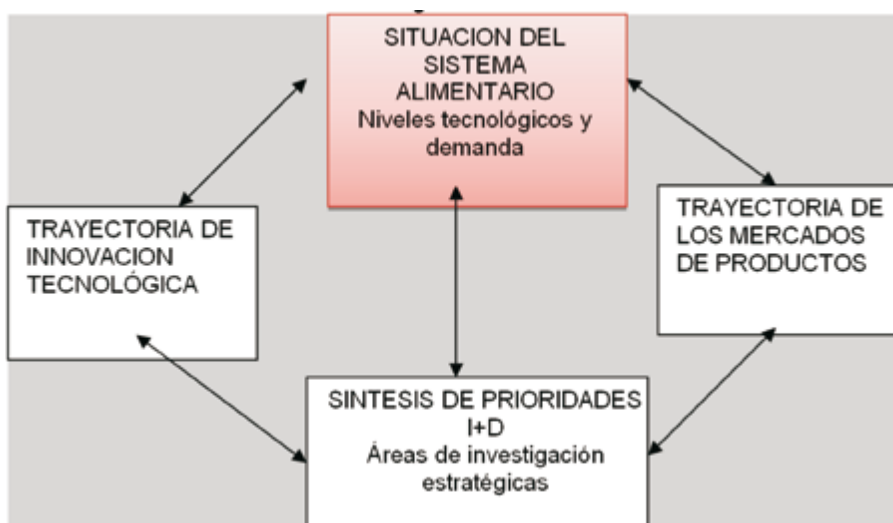 SITUACION DEL
SISTEMA
ALIMENTARIO
Niveles tecnológicos y
demanda
TRAYECTORIA DE
INNOVACION
TECNOLÓGICA
TRAYECTORIA DE
LOS MERCADOS
DE PRODUCTOS
SINTESIS DE PRIORIDADES
I+D
Áreas de investigación
estratégicas